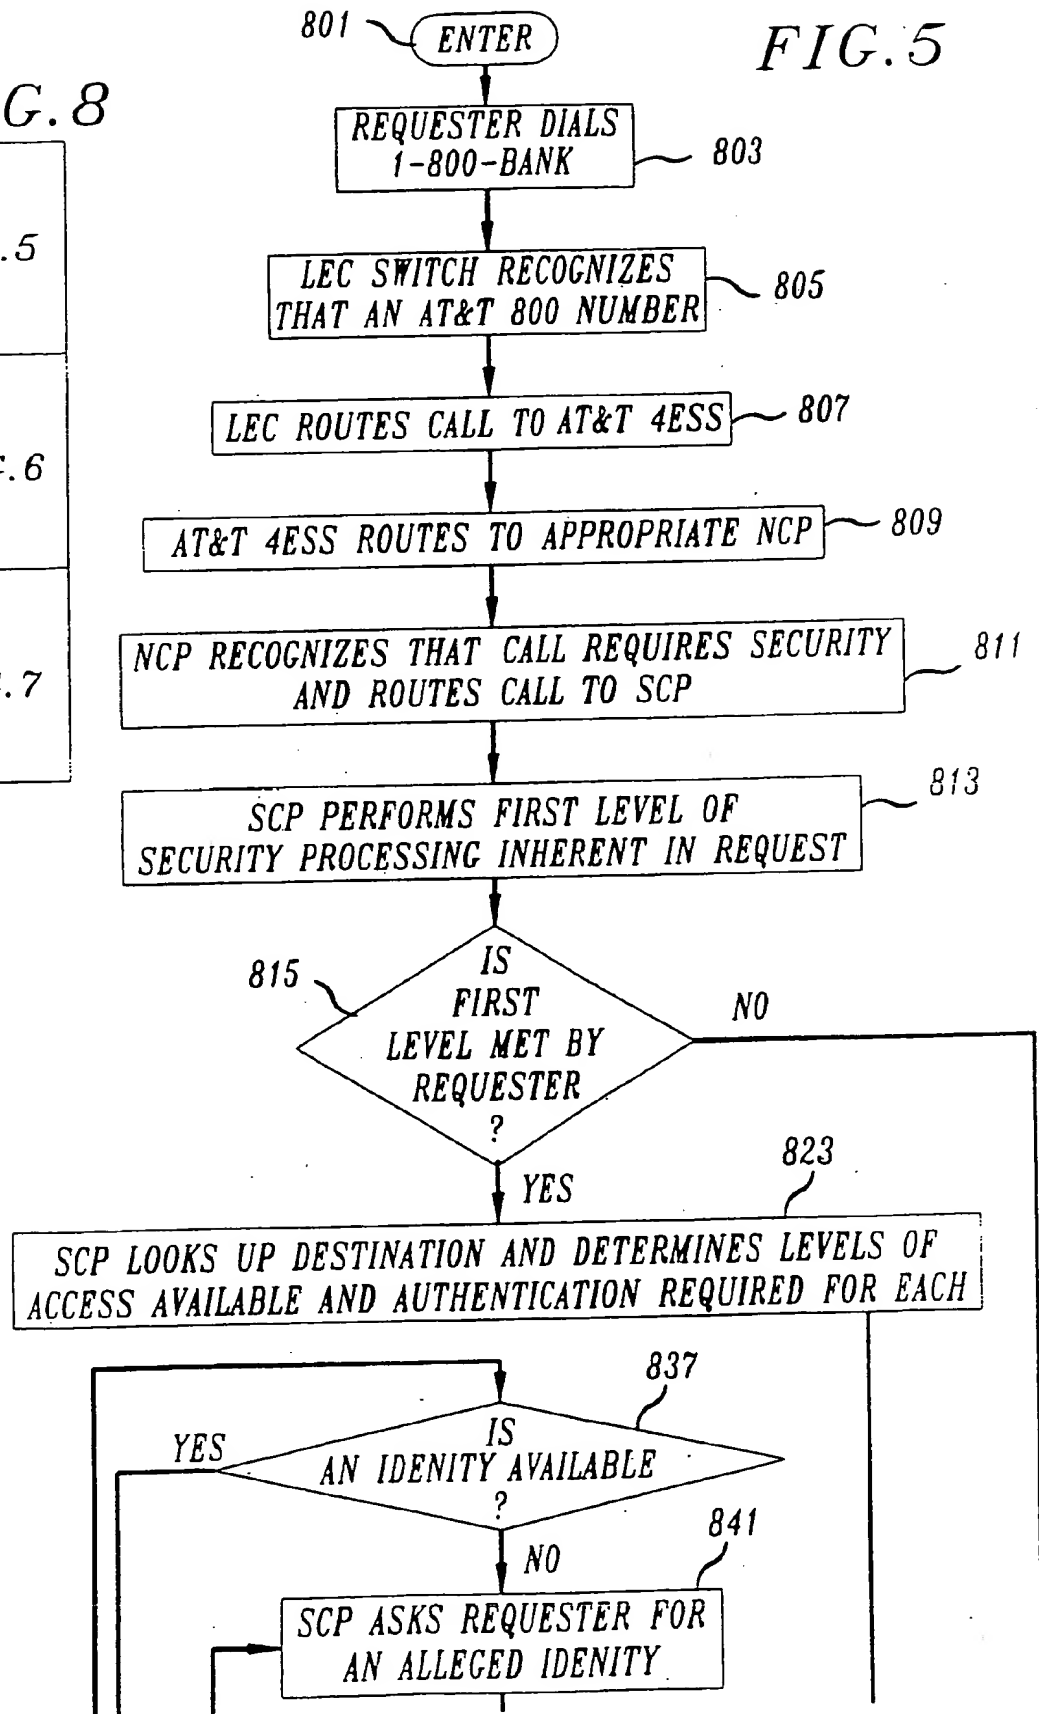 801
ENTER
FIG.5
G.8
REQUESTER DIALS
1-800-BANK
803
.5
LEC SWITCH RECOGNIZES
THAT AN AT&T 800 NUMBER
805
LEC ROUTES CALL TO AT&T 4ESS
807
.6
AT&T 4ESS ROUTES TO APPROPRIATE NCP
809
NCP RECOGNIZES THAT CALL REQUIRES SECURITY
AND ROUTES CALL TO SCP
811
.7
SCP PERFORMS FIRST LEVEL OF
SECURITY PROCESSING INHERENT IN REQUEST
813
815
IS
FIRST
LEVEL MET BY
REQUESTER
?
NO
YES
823
SCP LOOKS UP DESTINATION AND DETERMINES LEVELS OF
ACCESS AVAILABLE AND AUTHENTICATION REQUIRED FOR EACH
837
YES
IS
AN IDENITY AVAILABLE
?
NO
841
SCP ASKS REQUESTER FOR
AN ALLEGED IDENITY